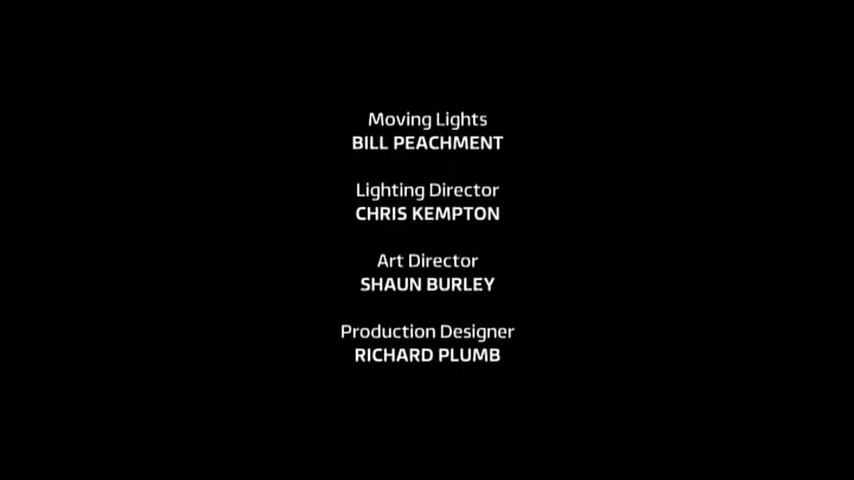 Moving Lights
BILL PEACHMENT
Lighting Director
CHRIS KEMPTON
Art Director
SHAUN BURLEY
Production Designer
RICHARD PLUMB